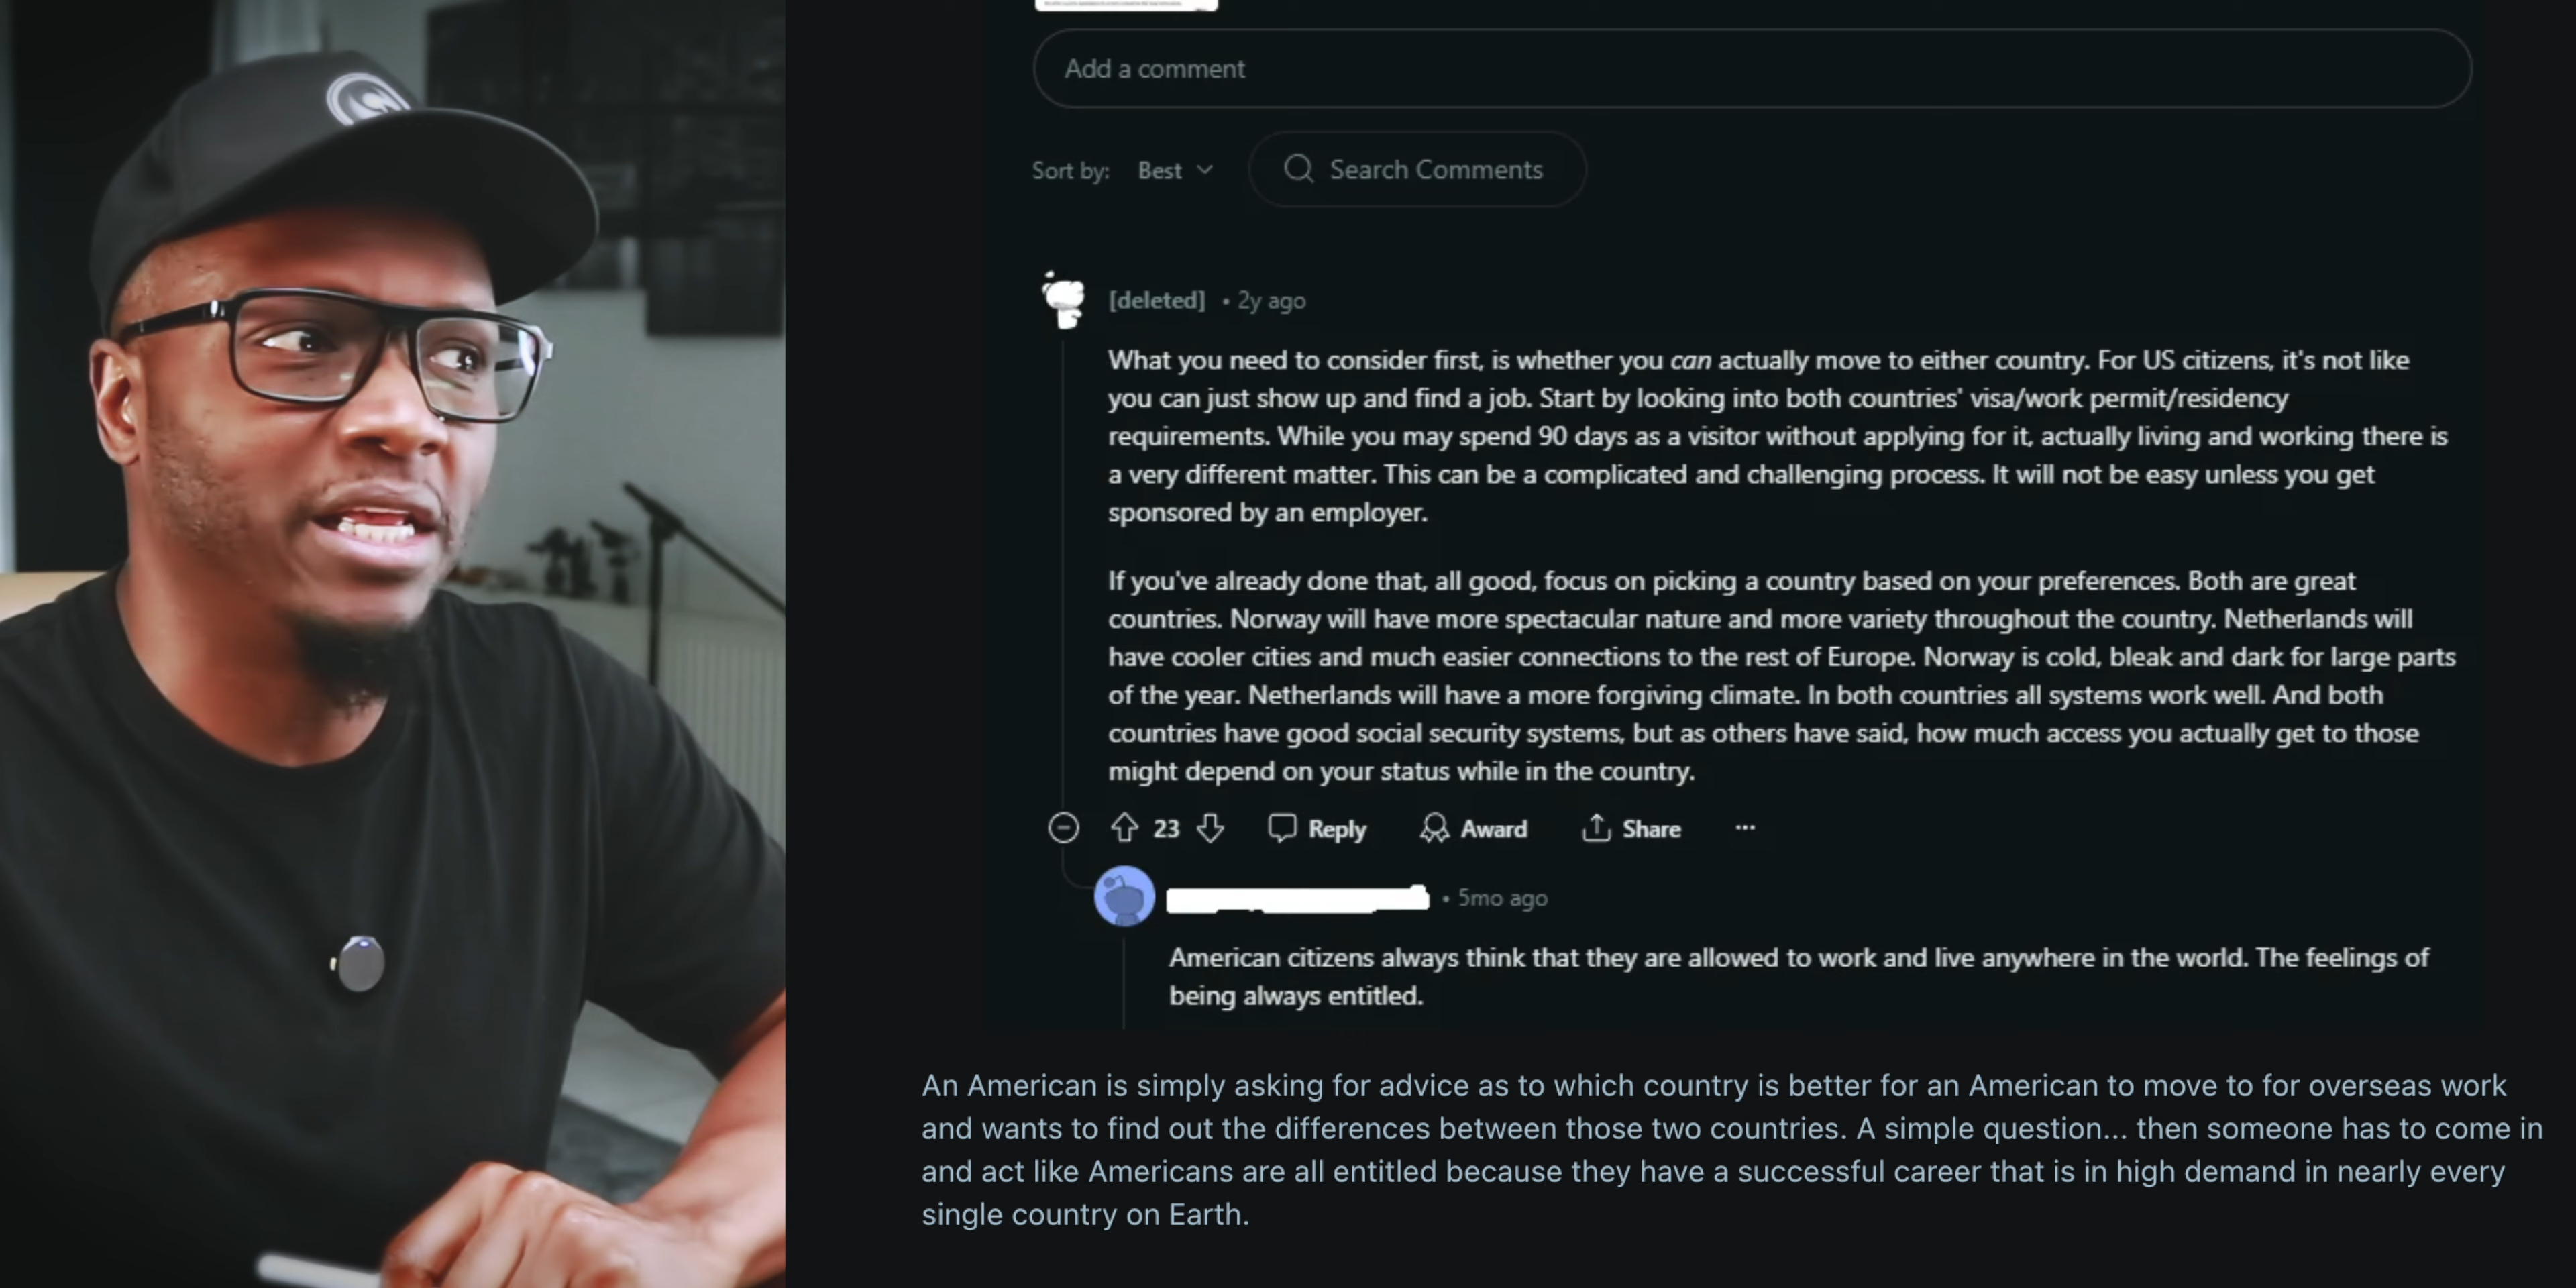 Add a comment
Sort by: Best Search Comments
[deleted] • 2y ago
What you need to consider first, is whether you can actually move to either country. For US citizens, it's not like
you can just show up and find a job. Start by looking into both countries' visa/work permit/residency
requirements. While you may spend 90 days as a visitor without applying for it, actually living and working there is
a very different matter. This can be a complicated and challenging process. It will not be easy unless you get
sponsored by an employer.
If you've already done that, all good, focus on picking a country based on your preferences. Both are great
countries. Norway will have more spectacular nature and more variety throughout the country. Netherlands will
have cooler cities and much easier connections to the rest of Europe. Norway is cold, bleak and dark for large parts
of the year. Netherlands will have a more forgiving climate. In both countries all systems work well. And both
countries have good social security systems, but as others have said, how much access you actually get to those
might depend on your status while in the country.
23 Reply Award Share ...
• 5mo ago
American citizens always think that they are allowed to work and live anywhere in the world. The feelings of
being always entitled.
An American is simply asking for advice as to which country is better for an American to move to for overseas work
and wants to find out the differences between those two countries. A simple question... then someone has to come in
and act like Americans are all entitled because they have a successful career that is in high demand in nearly every
single country on Earth.